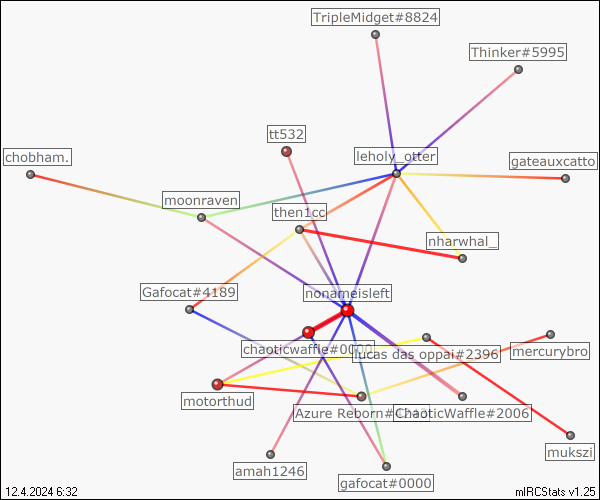 TripleMidget#8824
Thinker#5995
tt532
chobham.
leholy_otter
gateauxcatto
moonraven
then1cc
nharwhal_
Gafocat#4189
nonameisleft
chaoticwaffle#0000
lucas das oppai#2396
mercurybro
motorthud
Azure Reborn#
ChaoticWaffle#2006
mukszi
amah1246
gafocat#0000
12.4.2024 6:32
mIRCStats v1.25